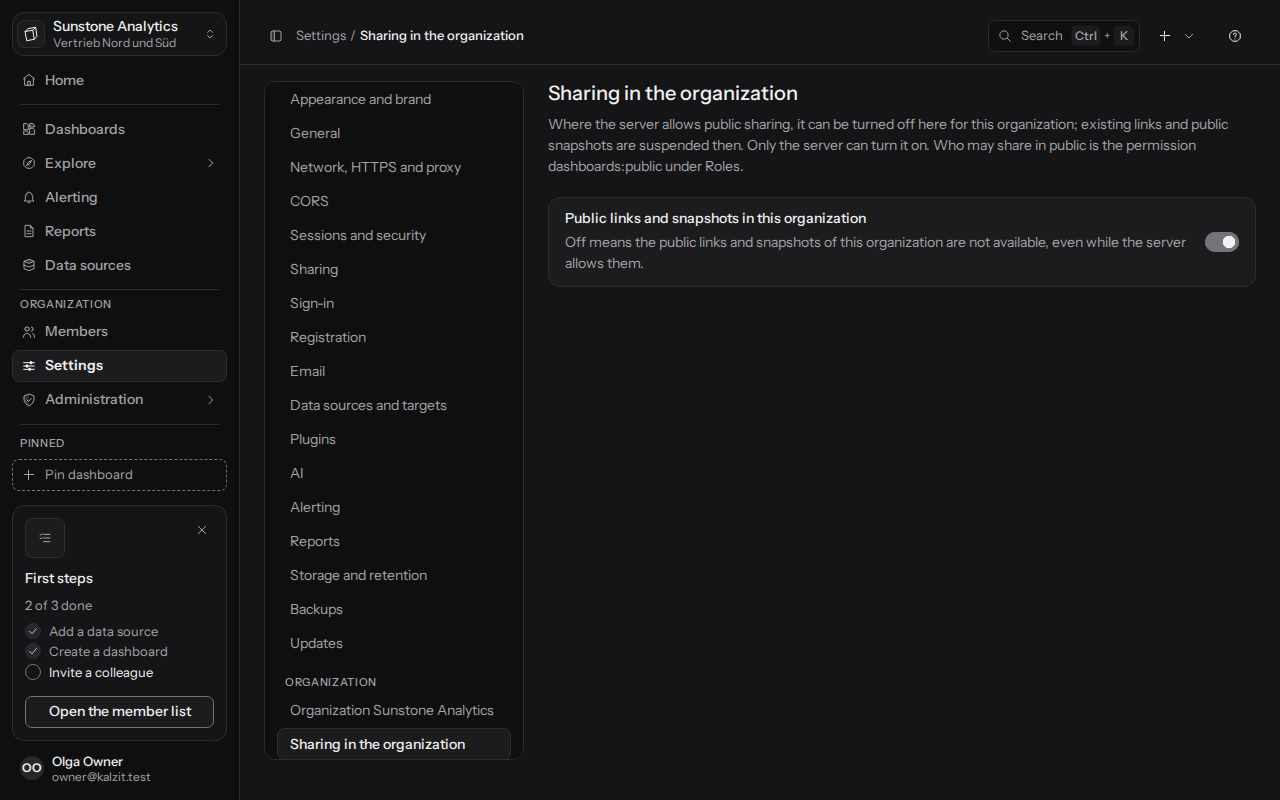 Sunstone Analytics
Vertrieb Nord und Süd
Home
Dashboards
Explore
Alerting
Reports
Data sources
ORGANIZATION
Members
Settings
Administration
PINNED
Pin dashboard
First steps
2 of 3 done
Add a data source
Create a dashboard
Invite a colleague
Open the member list
OO
Olga Owner
owner@kalzit.test
Settings / Sharing in the organization
Search Ctrl + K
Appearance and brand
General
Network, HTTPS and proxy
CORS
Sessions and security
Sharing
Sign-in
Registration
Email
Data sources and targets
Plugins
AI
Alerting
Reports
Storage and retention
Backups
Updates
ORGANIZATION
Organization Sunstone Analytics
Sharing in the organization
Sharing in the organization
Where the server allows public sharing, it can be turned off here for this organization; existing links and public
snapshots are suspended then. Only the server can turn it on. Who may share in public is the permission
dashboards:public under Roles.
Public links and snapshots in this organization
Off means the public links and snapshots of this organization are not available, even while the server
allows them.